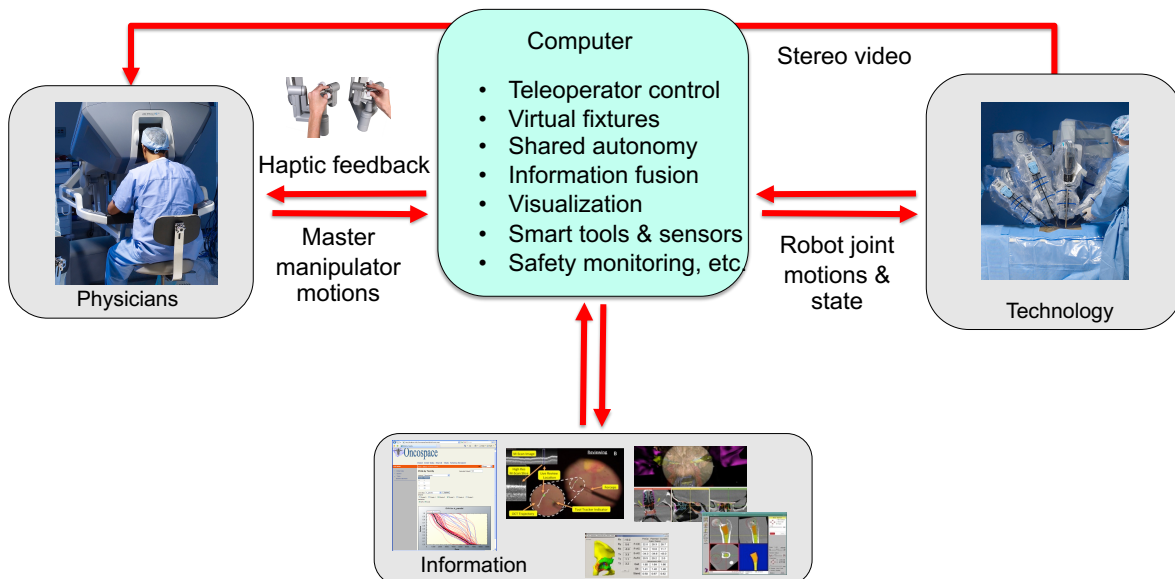 Computer
• Teleoperator control
• Virtual fixtures
• Shared autonomy
• Information fusion
• Visualization
• Smart tools & sensors
• Safety monitoring, etc.
Stereo video
Haptic feedback
Master
manipulator
motions
Robot joint
motions &
state
Physicians
Technology
Oncospace
Information